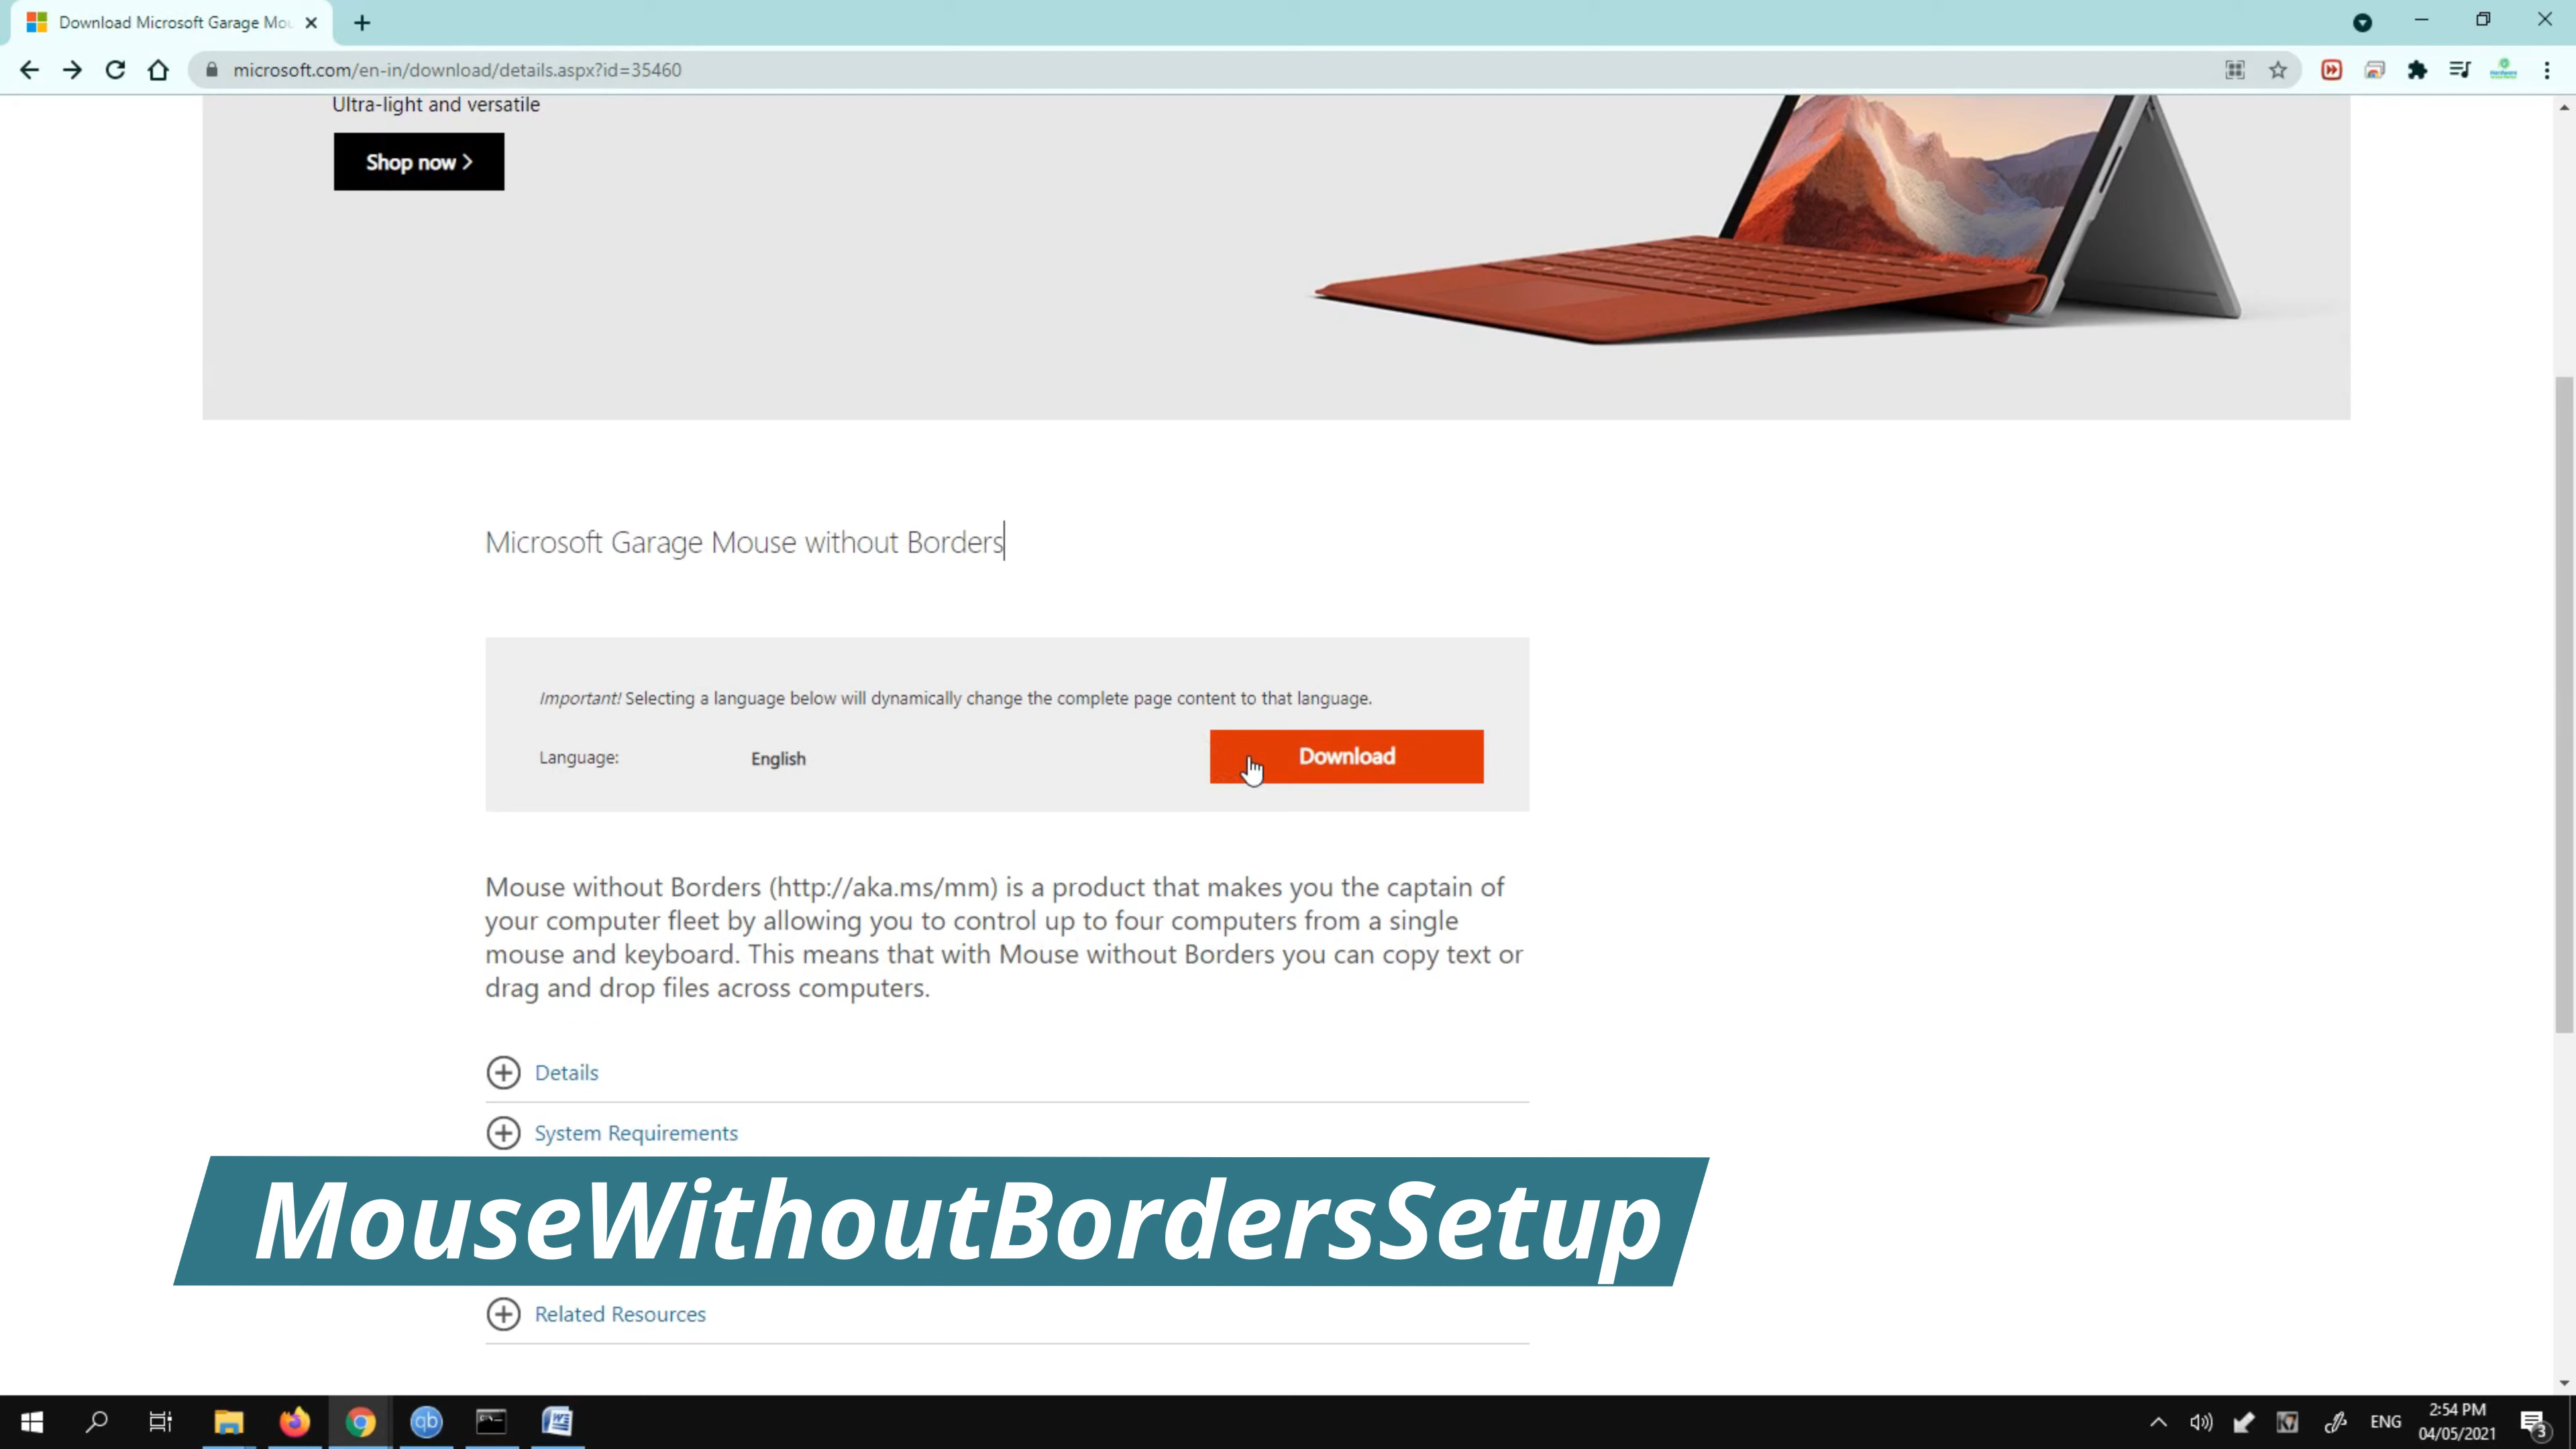 Download Microsoft Garage Mou
microsoft.com/en-in/download/details.aspx?id=35460
Ultra-light and versatile
Shop now >
Microsoft Garage Mouse without Borders
Important! Selecting a language below will dynamically change the complete page content to that language.
Language:
English
Download
Mouse without Borders (http://aka.ms/mm) is a product that makes you the captain of
your computer fleet by allowing you to control up to four computers from a single
mouse and keyboard. This means that with Mouse without Borders you can copy text or
drag and drop files across computers.
Details
System Requirements
MouseWithoutBordersSetup
Related Resources
qb
ENG
2:54 PM
04/05/2021
3